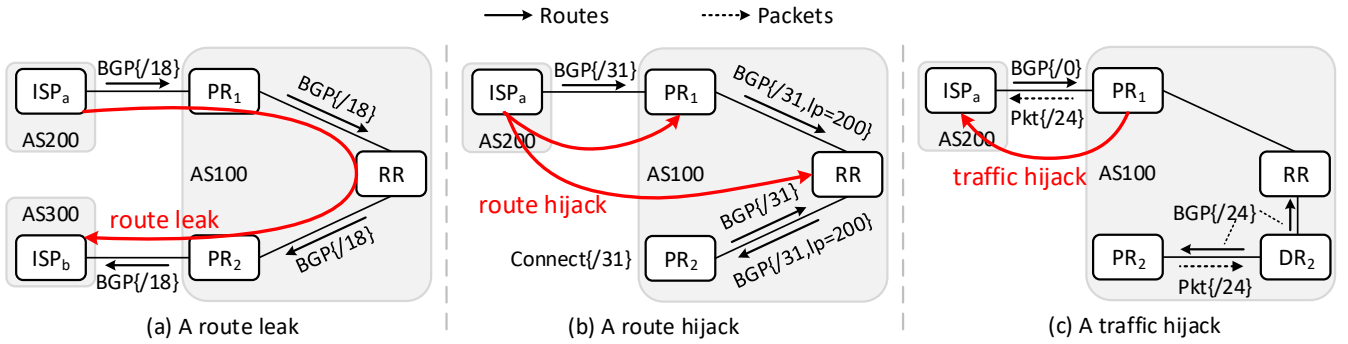 Routes
Packets
BGP{/18}
ISPa
PR1
BGP{/18}
AS200
AS100
RR
AS300
route leak
ISPb
PR2
BGP{/18}
BGP{/18}
(a) A route leak
BGP{/31}
ISPa
PR1
BGP{/31,lp=200}
AS200
AS100
RR
route hijack
BGP{/31}
Connect{/31}
PR2
BGP{/31,lp=200}
(b) A route hijack
BGP{/0}
ISPa
PR1
Pkt{/24}
AS200
traffic hijack
AS100
RR
BGP{/24}
PR2
DR2
Pkt{/24}
(c) A traffic hijack